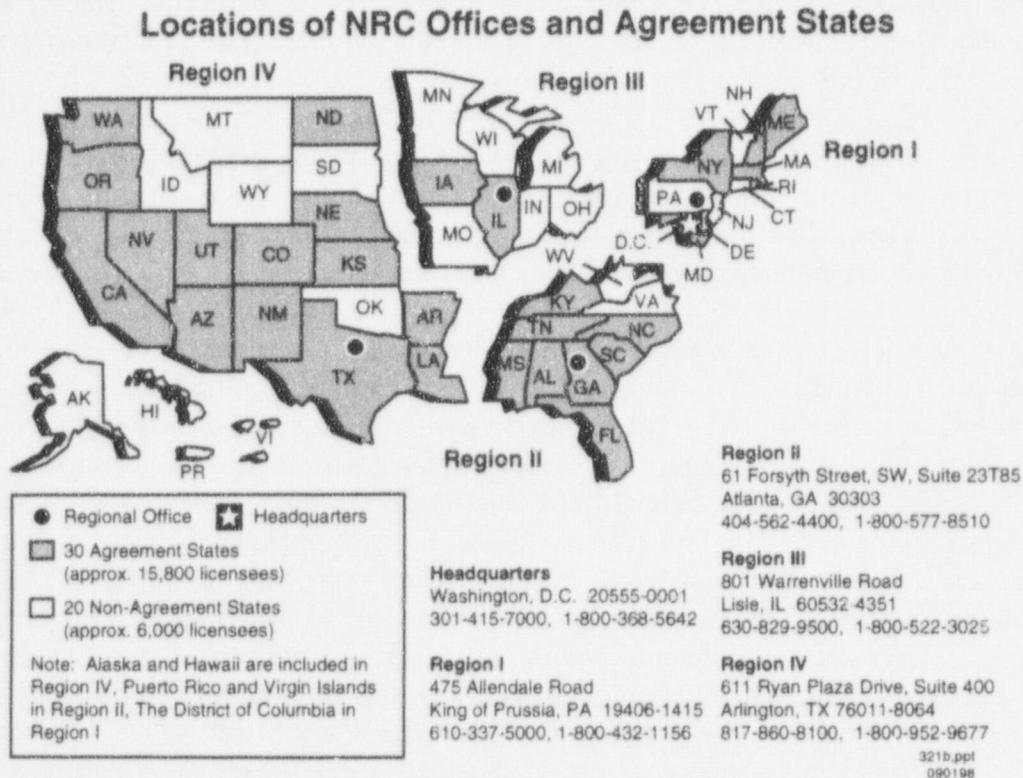 Locations of NRC Offices and Agreement States
Region IV
Region III
Region I
WA
MT
ND
MN
VT
NH
ME
OR
ID
WY
SD
WI
MI
NY
MA
RI
CT
NE
IA
IL
IN
OH
PA
NJ
DE
MD
D.C.
NV
UT
CO
KS
MO
WV
VA
CA
AZ
NM
OK
AR
KY
TN
NC
TX
LA
MS
AL
GA
SC
FL
AK
HI
PR
VI
Region II
Regional Office
Headquarters
30 Agreement States
(approx. 15,800 licensees)
20 Non-Agreement States
(approx. 6,000 licensees)
Note: Alaska and Hawaii are included in
Region IV, Puerto Rico and Virgin Islands
in Region II, The District of Columbia in
Region I
Headquarters
Washington, D.C. 20555-0001
301-415-7000, 1-800-368-5642
Region I
475 Allendale Road
King of Prussia, PA 19406-1415
610-337-5000, 1-800-432-1156
Region II
61 Forsyth Street, SW, Suite 23T85
Atlanta, GA 30303
404-562-4400, 1-800-577-8510
Region III
801 Warrenville Road
Lisle, IL 60532-4351
630-829-9500, 1-800-522-3025
Region IV
611 Ryan Plaza Drive, Suite 400
Arlington, TX 76011-8064
817-860-8100, 1-800-952-9677
321b.ppt
090198